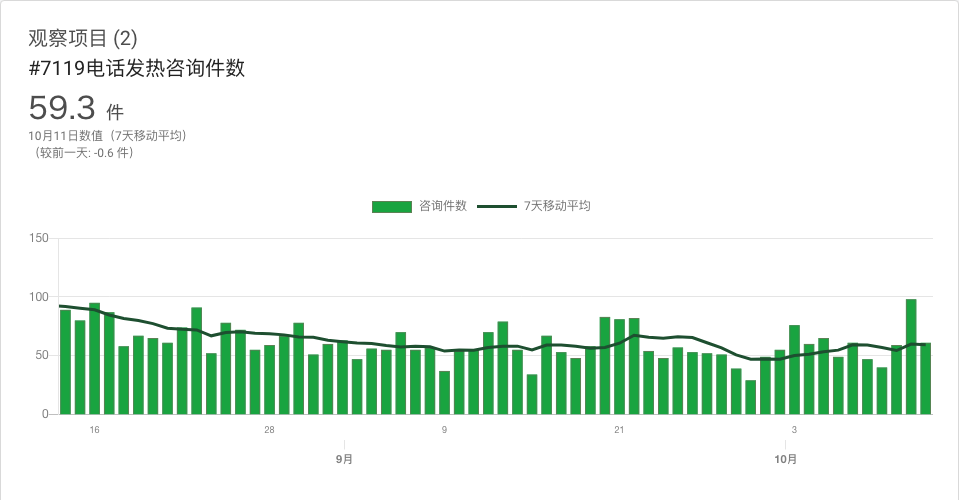 观察项目 (2)
#7119电话发热咨询件数
59.3 件
10月11日数值（7天移动平均）
（较前一天: -0.6 件）
咨询件数 7天移动平均
150
100
50
0
16 28 9 21 3
9月 10月